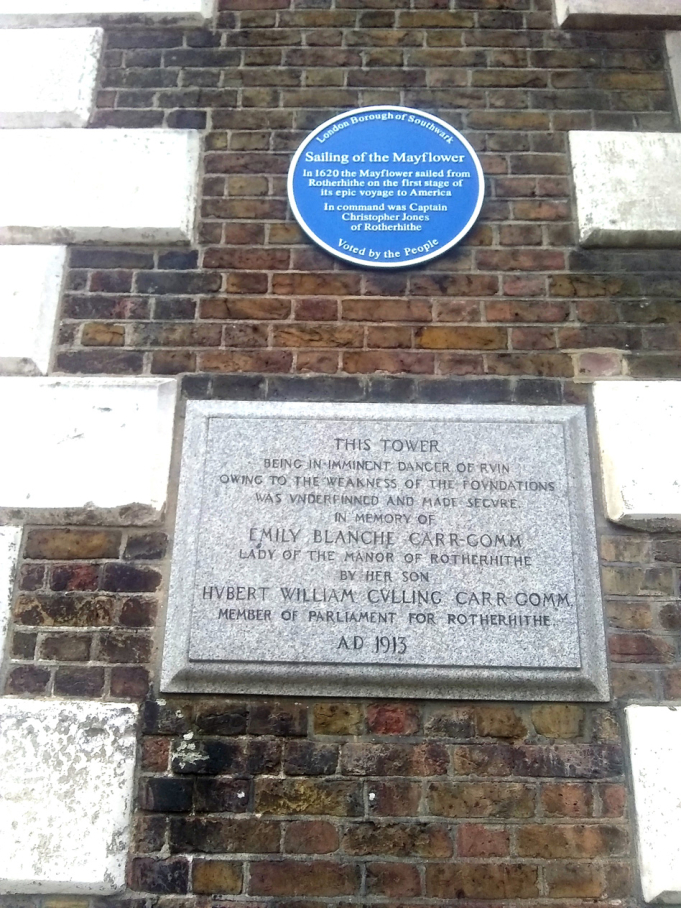 London Borough of Southwark
Sailing of the Mayflower
In 1620 the Mayflower sailed from
Rotherhithe on the first stage of
its epic voyage to America
In command was Captain
Christopher Jones
of Rotherhithe
Voted by the People
THIS TOWER
BEING IN IMMINENT DANGER OF RVIN
OWING TO THE WEAKNESS OF THE FOVNDATIONS
WAS VNDERPINNED AND MADE SECVRE.
IN MEMORY OF
EMILY BLANCHE CARR-GOMM
LADY OF THE MANOR OF ROTHERHITHE
BY HER SON
HVBERT WILLIAM CVLLING CARR-GOMM,
MEMBER OF PARLIAMENT FOR ROTHERHITHE.
A.D. 1913